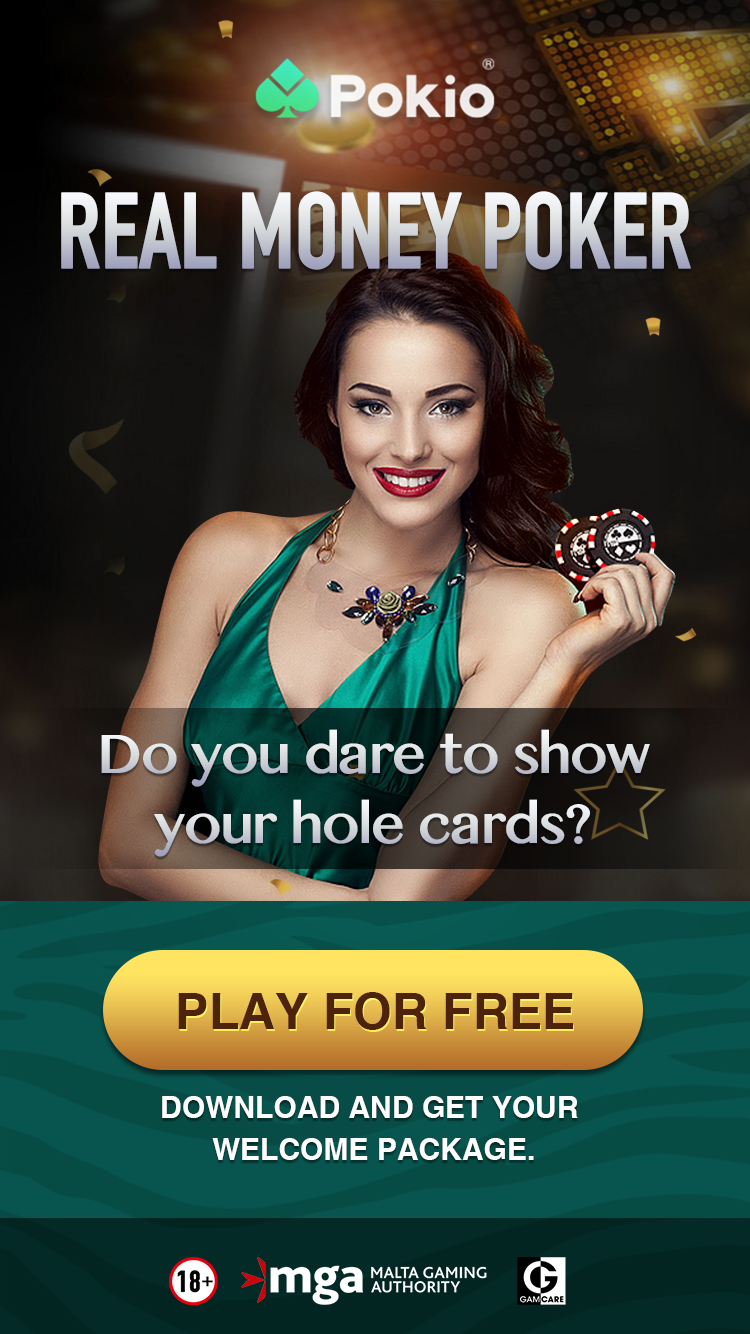 Pokio®
REAL MONEY POKER
Do you dare to show
your hole cards?
PLAY FOR FREE
DOWNLOAD AND GET YOUR
WELCOME PACKAGE.
18+
mga MALTA GAMING
AUTHORITY
G
GAMCARE